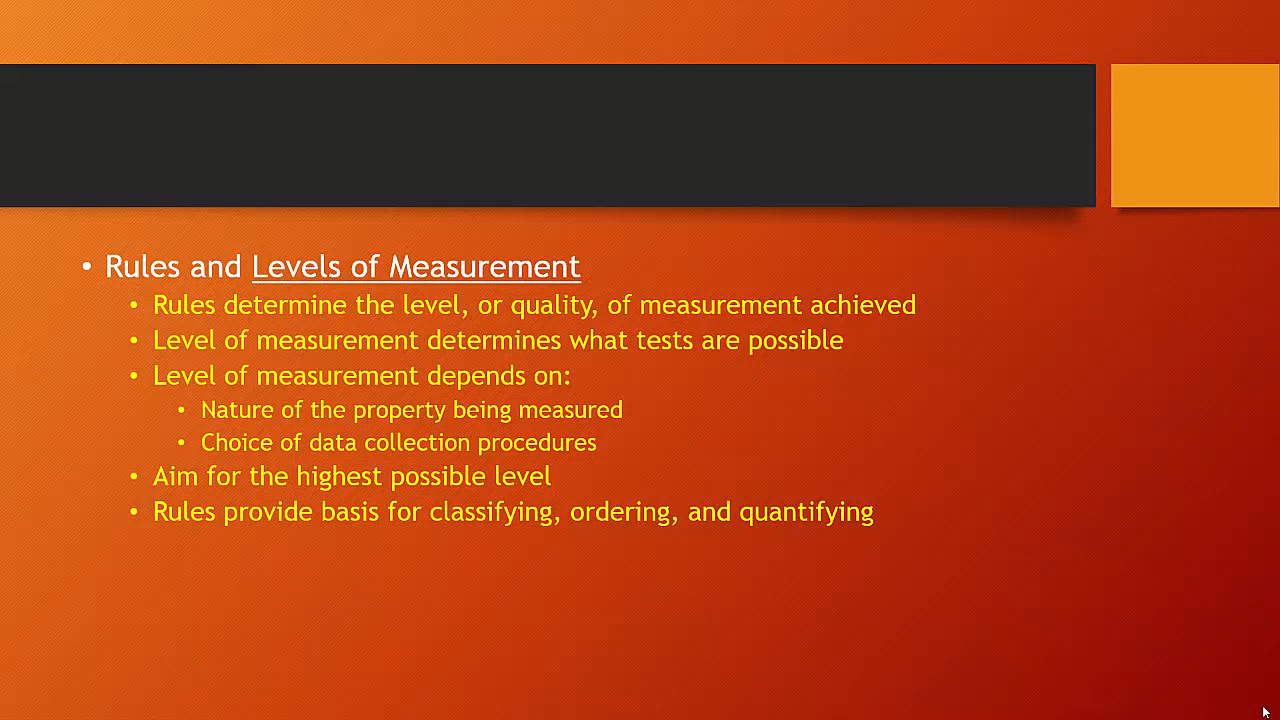 • Rules and Levels of Measurement
• Rules determine the level, or quality, of measurement achieved
• Level of measurement determines what tests are possible
• Level of measurement depends on:
• Nature of the property being measured
• Choice of data collection procedures
• Aim for the highest possible level
• Rules provide basis for classifying, ordering, and quantifying